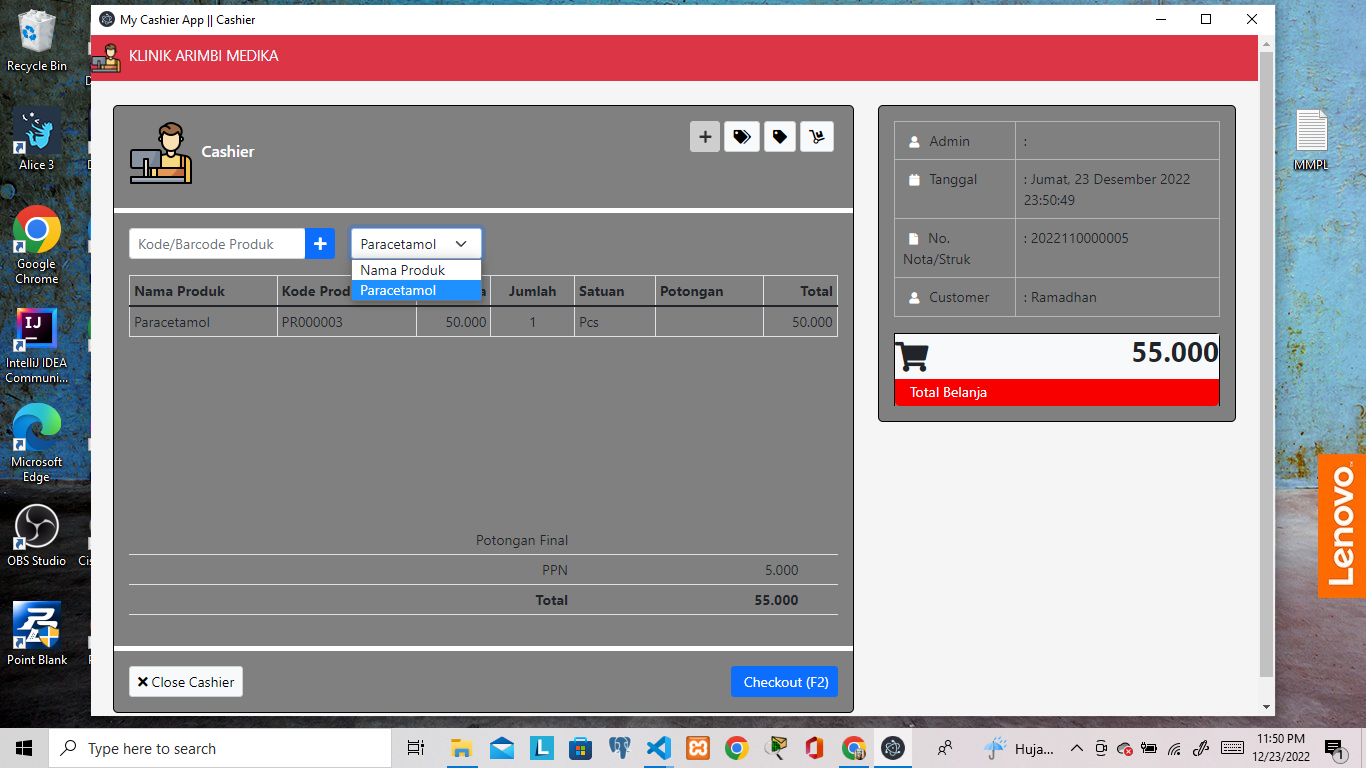 Recycle Bin
Alice 3
Google
Chrome
IntelliJ IDEA
Communi...
Microsoft
Edge
OBS Studio
Point Blank
My Cashier App || Cashier
KLINIK ARIMBI MEDIKA
Cashier
Kode/Barcode Produk
Paracetamol
Nama Produk
Paracetamol
Nama Produk Kode Prod Jumlah Satuan Potongan Total
Paracetamol PR000003 50.000 1 Pcs 50.000
Potongan Final
PPN 5.000
Total 55.000
Close Cashier
Checkout (F2)
Admin :
Tanggal : Jumat, 23 Desember 2022
23:50:49
No.
Nota/Struk : 2022110000005
Customer : Ramadhan
55.000
Total Belanja
MMPL
Lenovo
Type here to search
Huja...
11:50 PM
12/23/2022
1